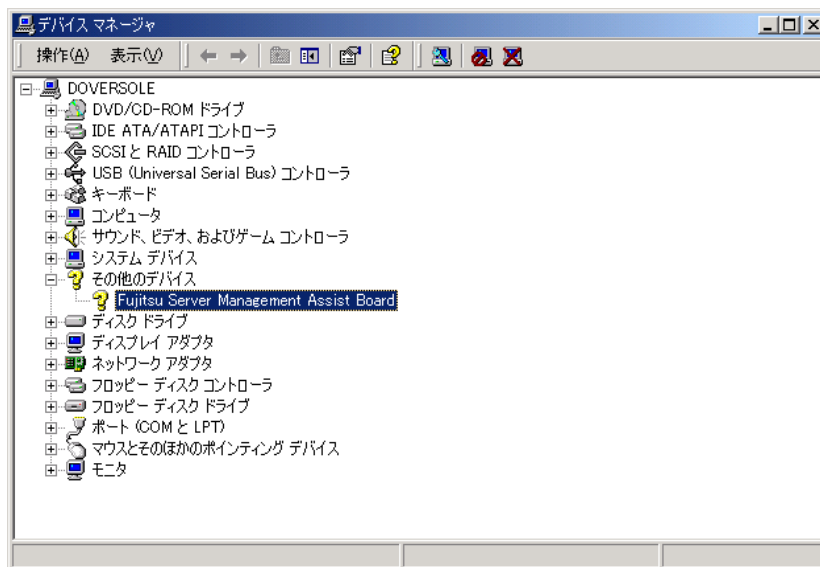 デバイス マネージャ
操作(A) 表示(V)
DOVERSOLE
DVD/CD-ROM ドライブ
IDE ATA/ATAPI コントローラ
SCSI と RAID コントローラ
USB (Universal Serial Bus) コントローラ
キーボード
コンピュータ
サウンド、ビデオ、およびゲーム コントローラ
システム デバイス
その他のデバイス
Fujitsu Server Management Assist Board
ディスク ドライブ
ディスプレイ アダプタ
ネットワーク アダプタ
フロッピー ディスク コントローラ
フロッピー ディスク ドライブ
ポート (COM と LPT)
マウスとそのほかのポインティング デバイス
モニタ